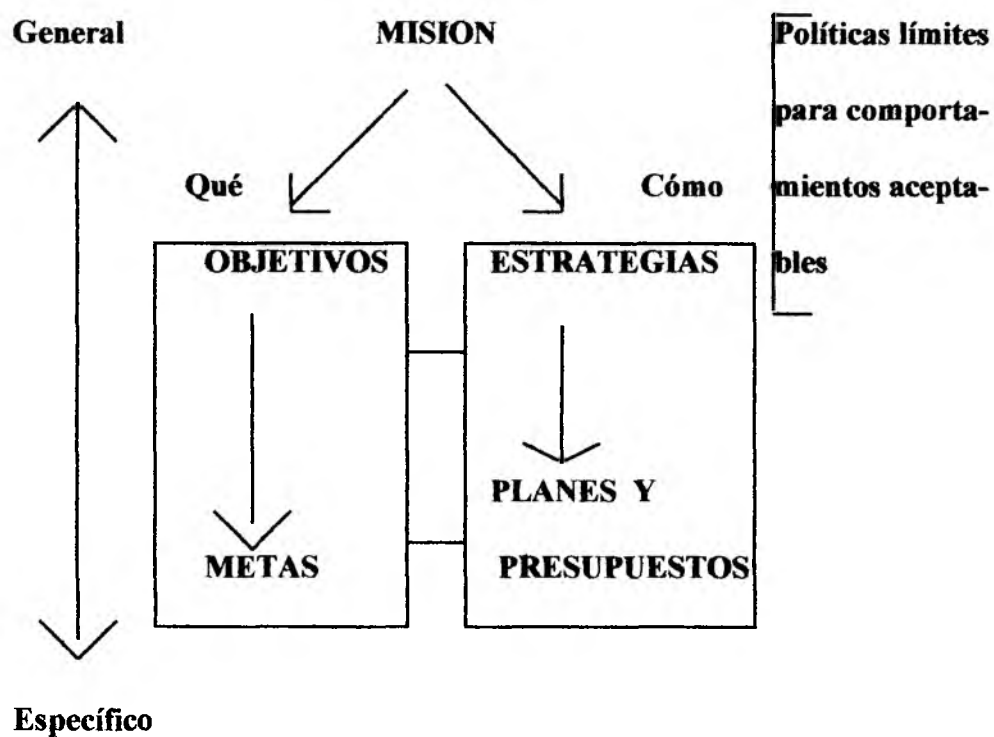 General
MISION
Políticas límites
para comporta-
mientos acepta-
bles
Qué
Cómo
OBJETIVOS
ESTRATEGIAS
METAS
PLANES Y
PRESUPUESTOS
Específico